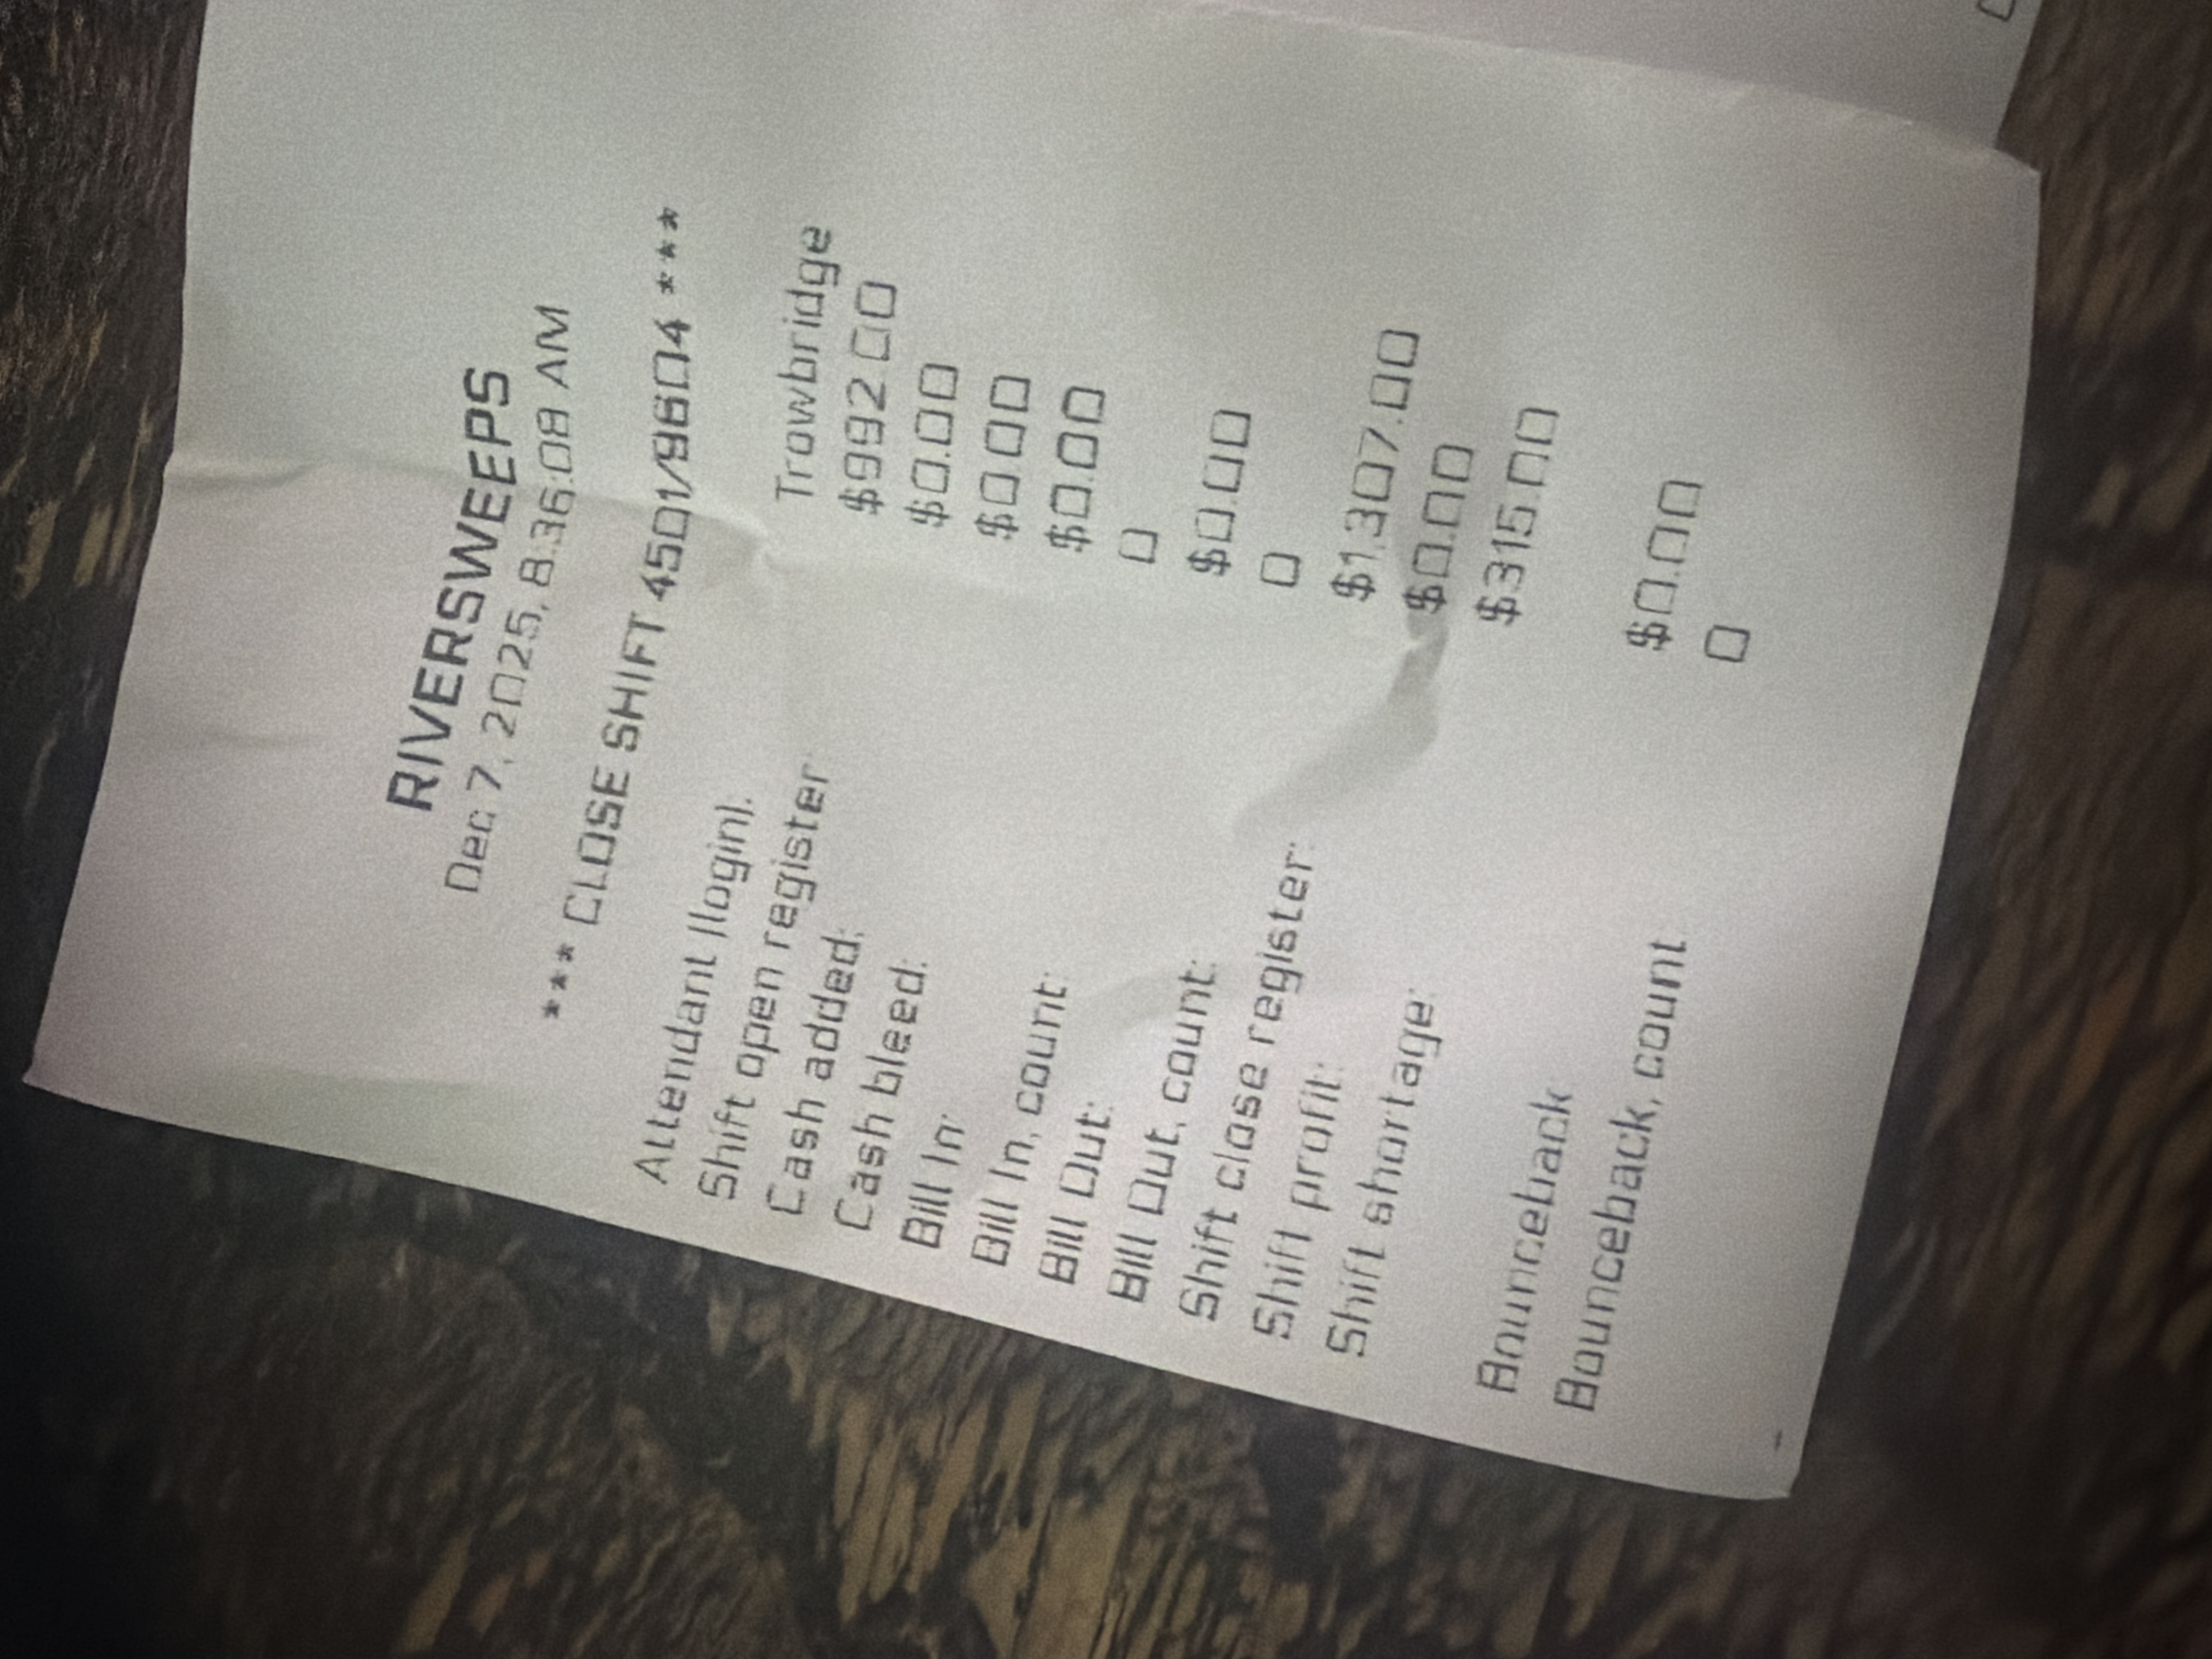 RIVERSWEEPS
Dec 7, 2025, 8:36:08 AM
*** CLOSE SHIFT 4501/9604 ***
Attendant (login): Trowbridge
Shift open register: $992.00
Cash added: $0.00
Cash bleed: $0.00
Bill In: $0.00
Bill In, count: 0
Bill Out: $0.00
Bill Out, count: 0
Shift close register: $1,307.00
Shift profit: $0.00
Shift shortage: $315.00
Bounceback $0.00
Bounceback, count 0